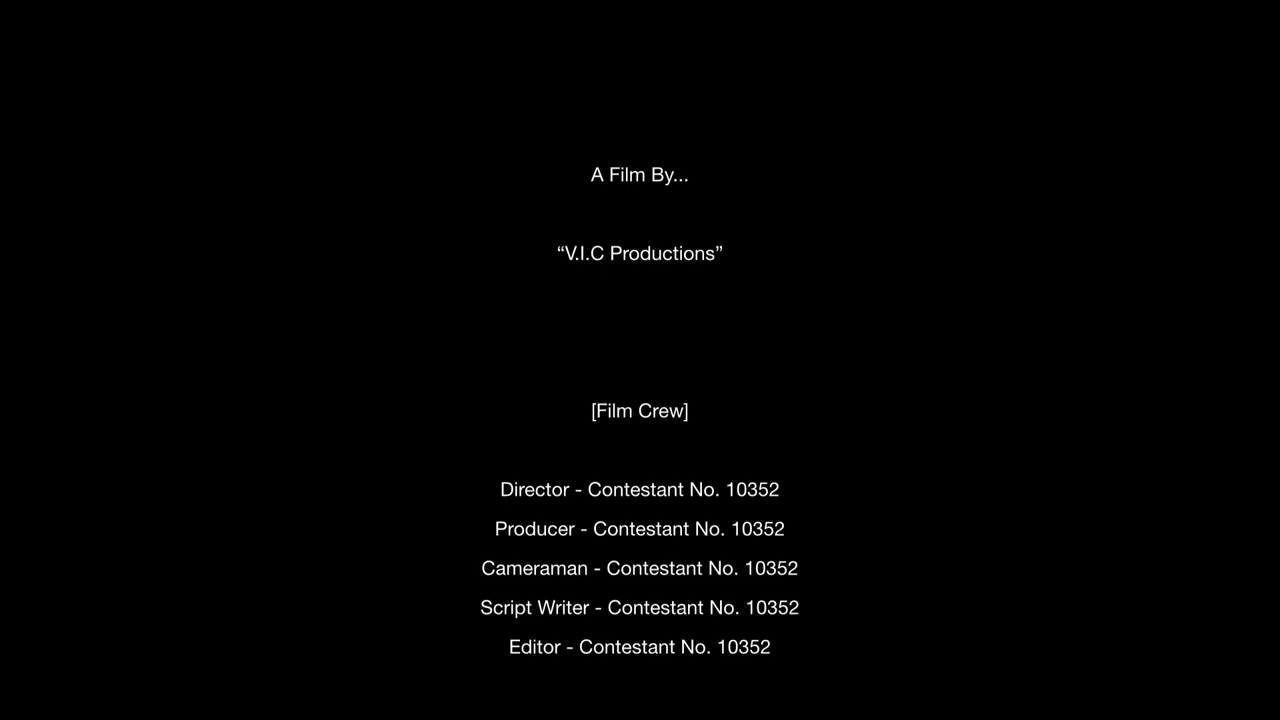 A Film By...
“V.I.C Productions”
[Film Crew]
Director - Contestant No. 10352
Producer - Contestant No. 10352
Cameraman - Contestant No. 10352
Script Writer - Contestant No. 10352
Editor - Contestant No. 10352